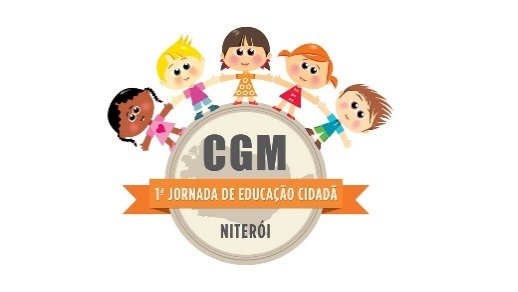 CGM
1ª JORNADA DE EDUCAÇÃO CIDADÃ
NITERÓI